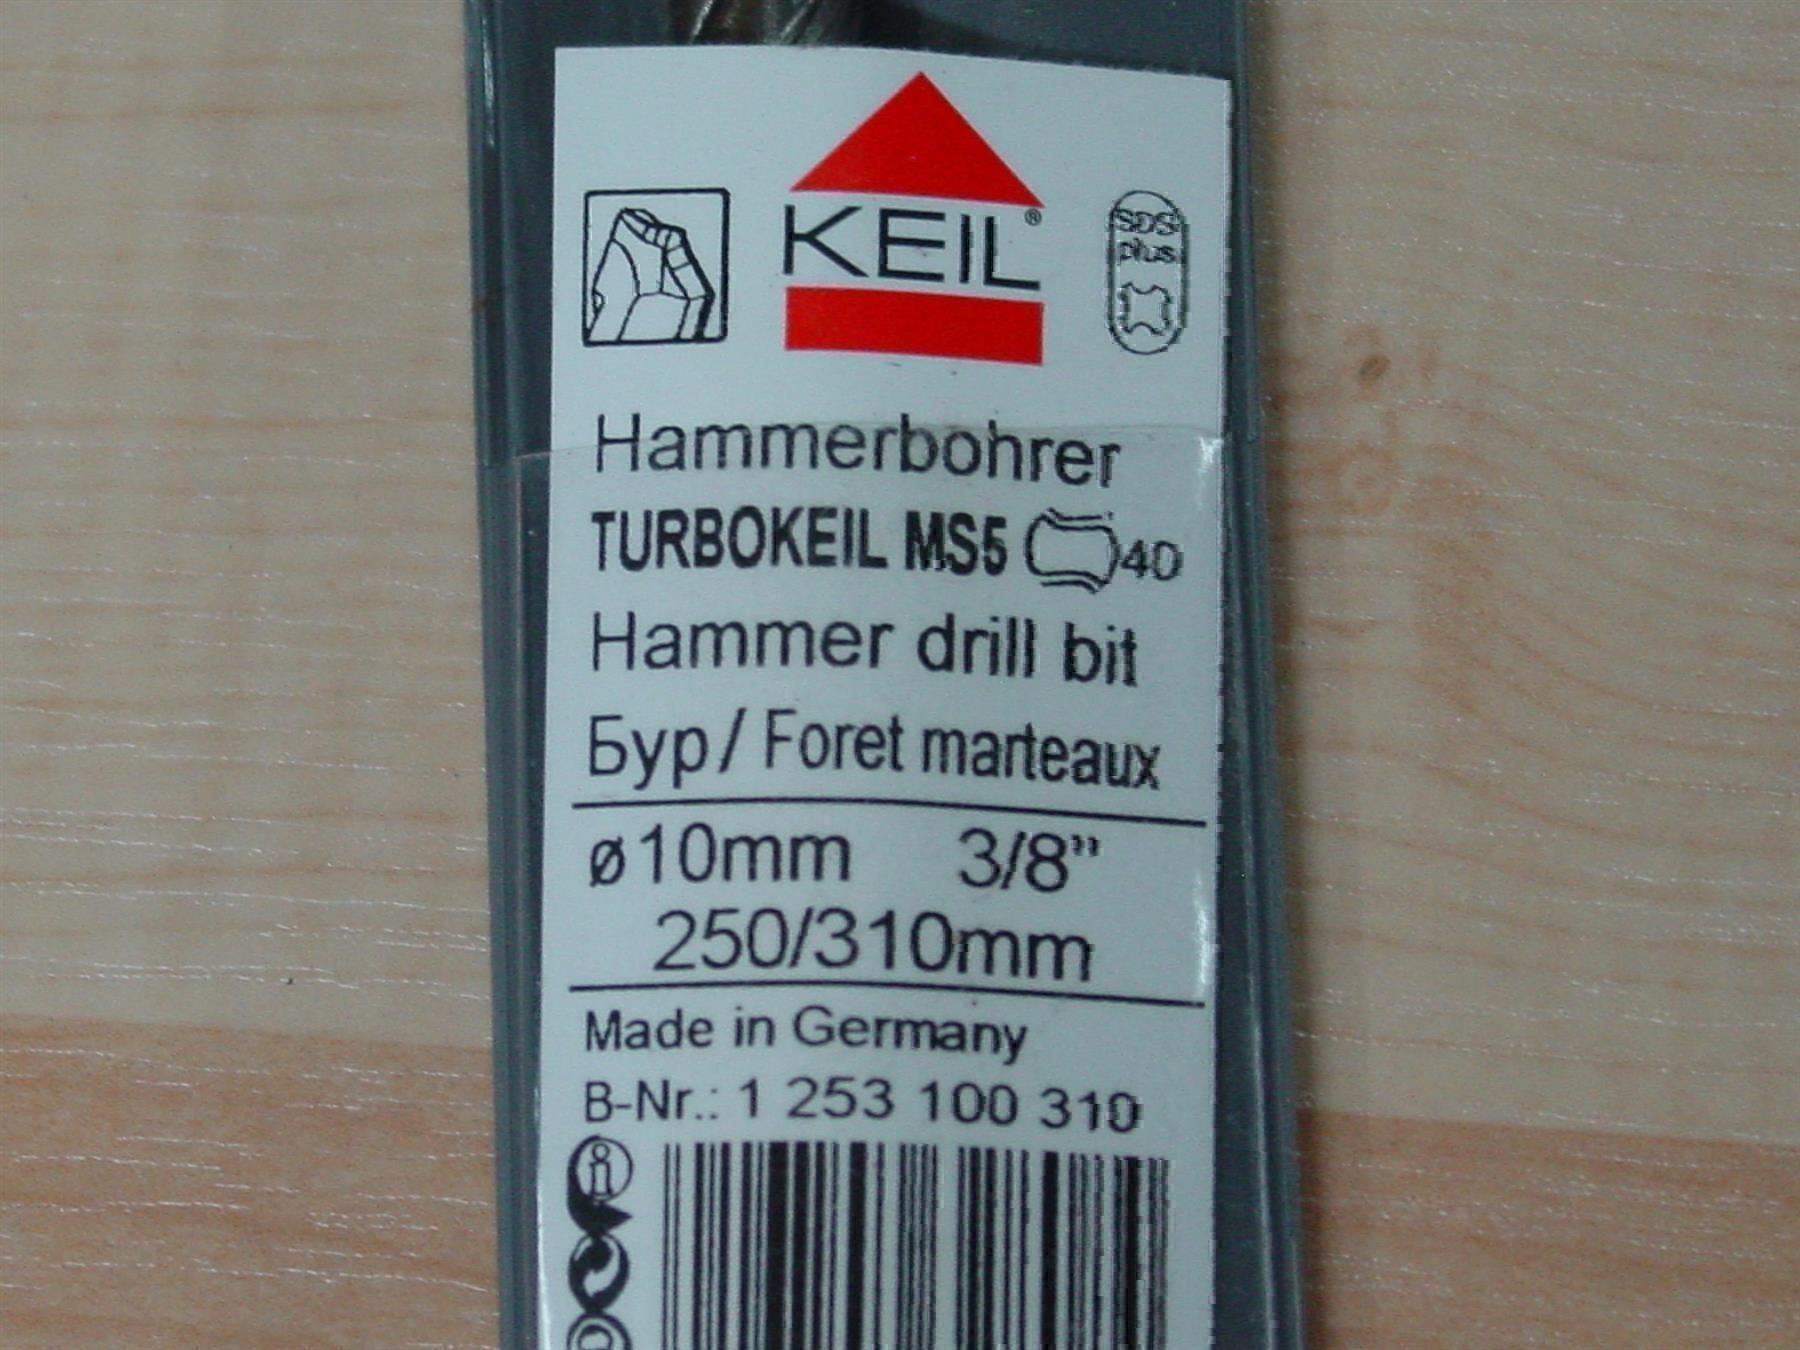 KEIL®
SDS
plus
Hammerbohrer
TURBOKEIL MS5 40
Hammer drill bit
Бур / Foret marteaux
ø10mm 3/8”
250/310mm
Made in Germany
B-Nr.: 1 253 100 310